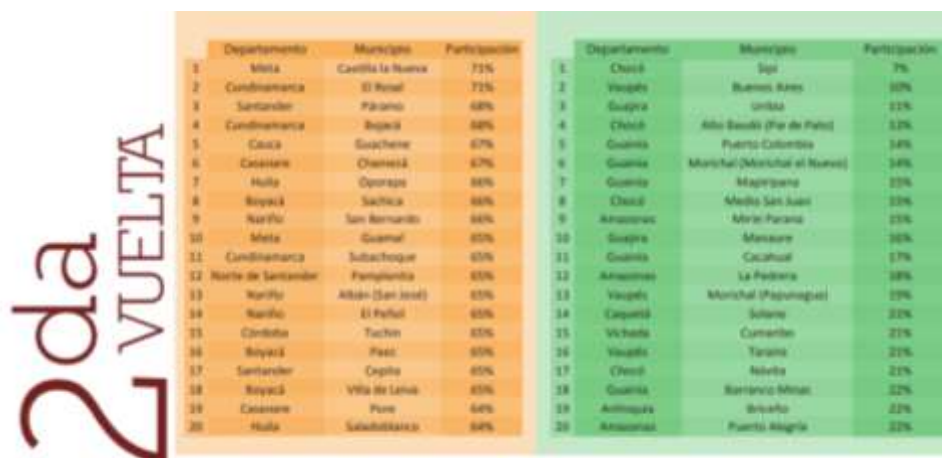 2da
VUELTA
Departamento Municipio Participación
1 Meta Castilla la Nueva 71%
2 Cundinamarca El Rosal 71%
3 Santander Páramo 68%
4 Cundinamarca Bojacá 68%
5 Cauca Guachene 67%
6 Casanare Chameza 67%
7 Huila Oporapa 66%
8 Boyacá Sachica 66%
9 Nariño San Bernardo 66%
10 Meta Guamal 65%
11 Cundinamarca Subachoque 65%
12 Norte de Santander Pamplonita 65%
13 Nariño Albán (San José) 65%
14 Nariño El Peñol 65%
15 Córdoba Tuchin 65%
16 Boyacá Paez 65%
17 Santander Cepita 65%
18 Boyacá Villa de Leiva 65%
19 Casanare Pore 64%
20 Huila Saladoblanco 64%
Departamento Municipio Participación
1 Chocó Sipí 7%
2 Vaupés Buenos Aires 10%
3 Guajira Uribia 11%
4 Chocó Alto Baudó (Pie de Pato) 12%
5 Guainía Puerto Colombia 14%
6 Guainía Morichal (Morichal el Nuevo) 14%
7 Guainía Mapiripana 15%
8 Chocó Medio San Juan 15%
9 Amazonas Miriti Parana 15%
10 Guajira Manaure 16%
11 Guainía Cacahual 17%
12 Amazonas La Pedrera 18%
13 Vaupés Morichal (Papunagua) 19%
14 Caquetá Solano 21%
15 Vichada Cumaribo 21%
16 Vaupés Taraira 21%
17 Chocó Nóvita 21%
18 Guainía Barranco Minas 22%
19 Antioquia Briceño 22%
20 Amazonas Puerto Alegría 22%